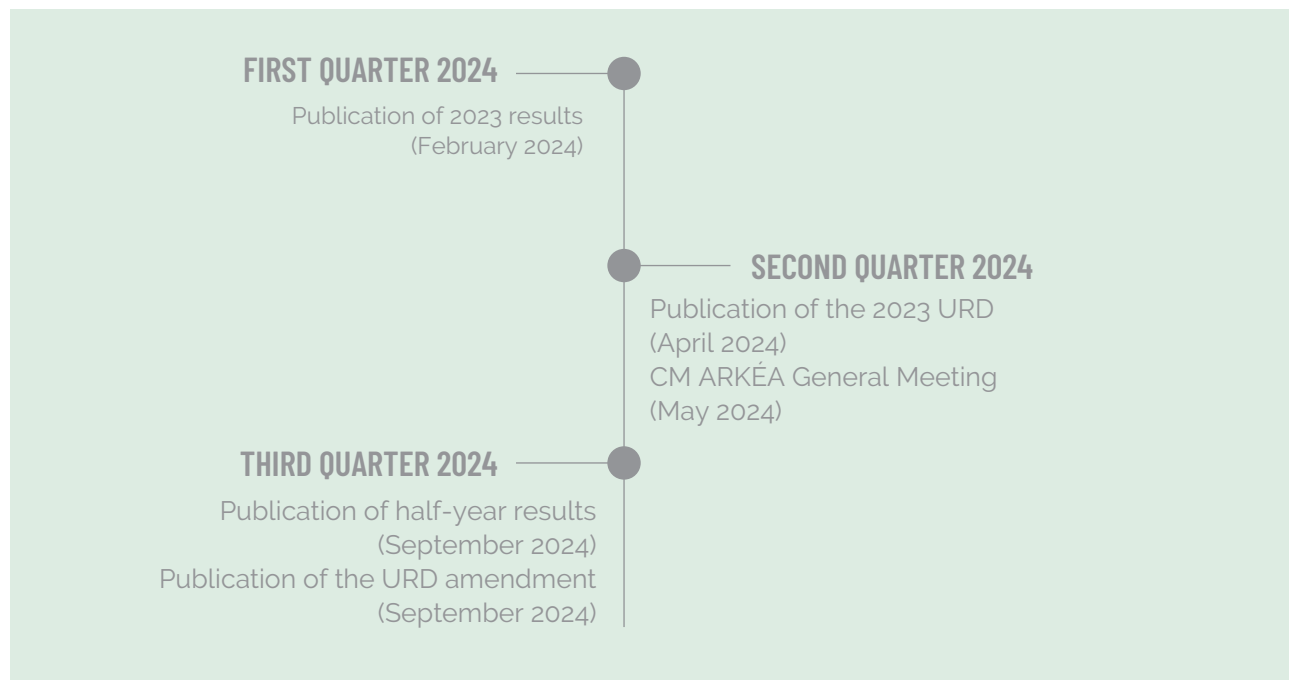 FIRST QUARTER 2024
Publication of 2023 results
(February 2024)
SECOND QUARTER 2024
Publication of the 2023 URD
(April 2024)
CM ARKÉA General Meeting
(May 2024)
THIRD QUARTER 2024
Publication of half-year results
(September 2024)
Publication of the URD amendment
(September 2024)